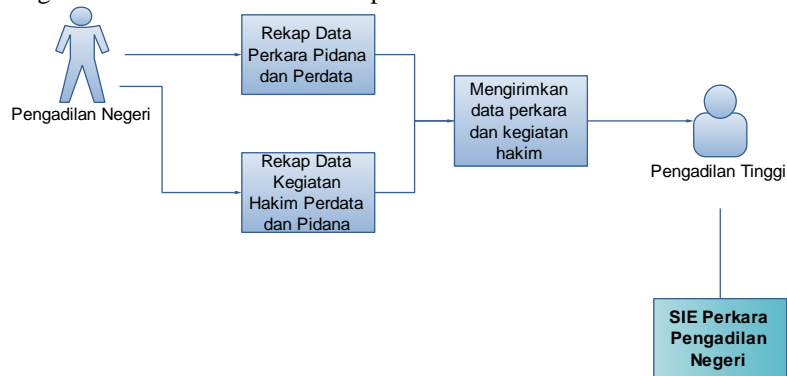 Rekap Data
Perkara Pidana
dan Perdata
Pengadilan Negeri
Mengirimkan
data perkara
dan kegiatan
hakim
Rekap Data
Kegiatan
Hakim Perdata
dan Pidana
Pengadilan Tinggi
SIE Perkara
Pengadilan
Negeri